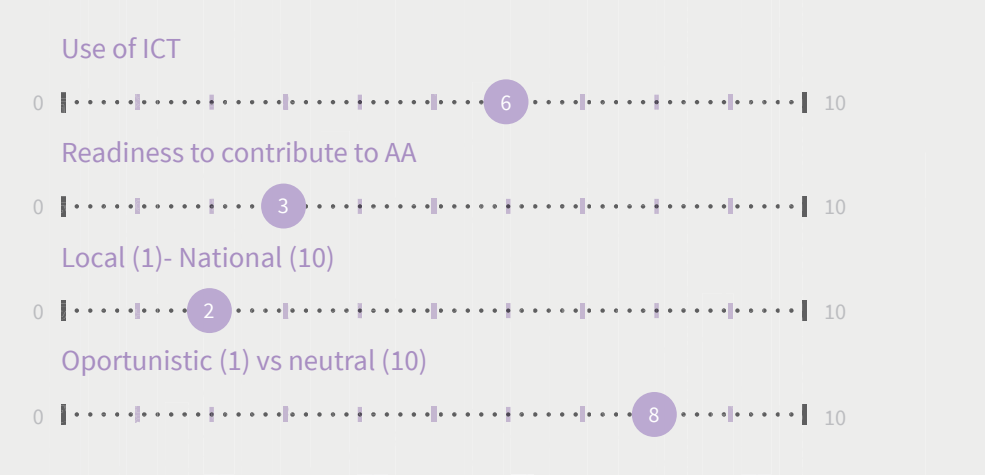 Use of ICT
0 6 10
Readiness to contribute to AA
0 3 10
Local (1)- National (10)
0 2 10
Oportunistic (1) vs neutral (10)
0 8 10